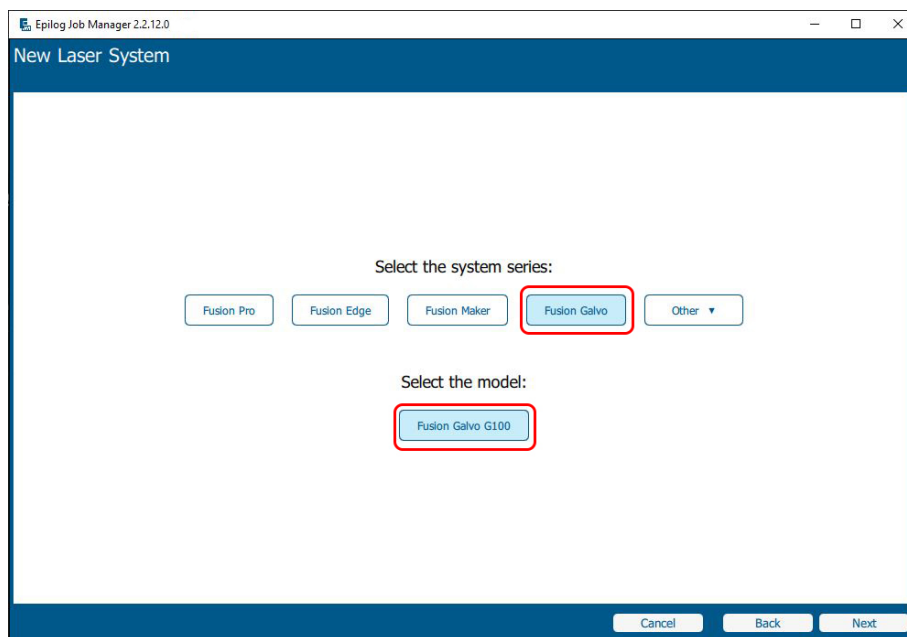 Epilog Job Manager 2.2.12.0
New Laser System
Select the system series:
Fusion Pro Fusion Edge Fusion Maker Fusion Galvo Other ▼
Select the model:
Fusion Galvo G100
Cancel Back Next